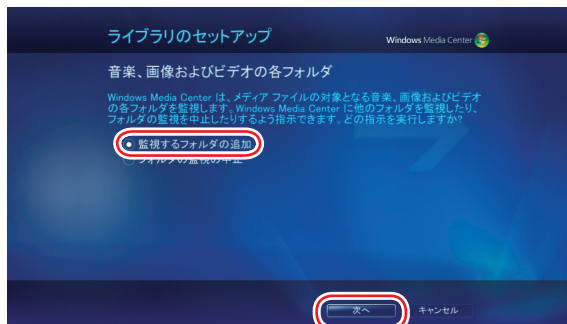 ライブラリのセットアップ
Windows Media Center
音楽、画像およびビデオの各フォルダ
Windows Media Center は、メディア ファイルの対象となる音楽、画像およびビデオ
の各フォルダを監視します。Windows Media Center に他のフォルダを監視したり、
フォルダの監視を中止したりするよう指示できます。どの指示を実行しますか?
監視するフォルダの追加
フォルダの監視の中止
次へ
キャンセル